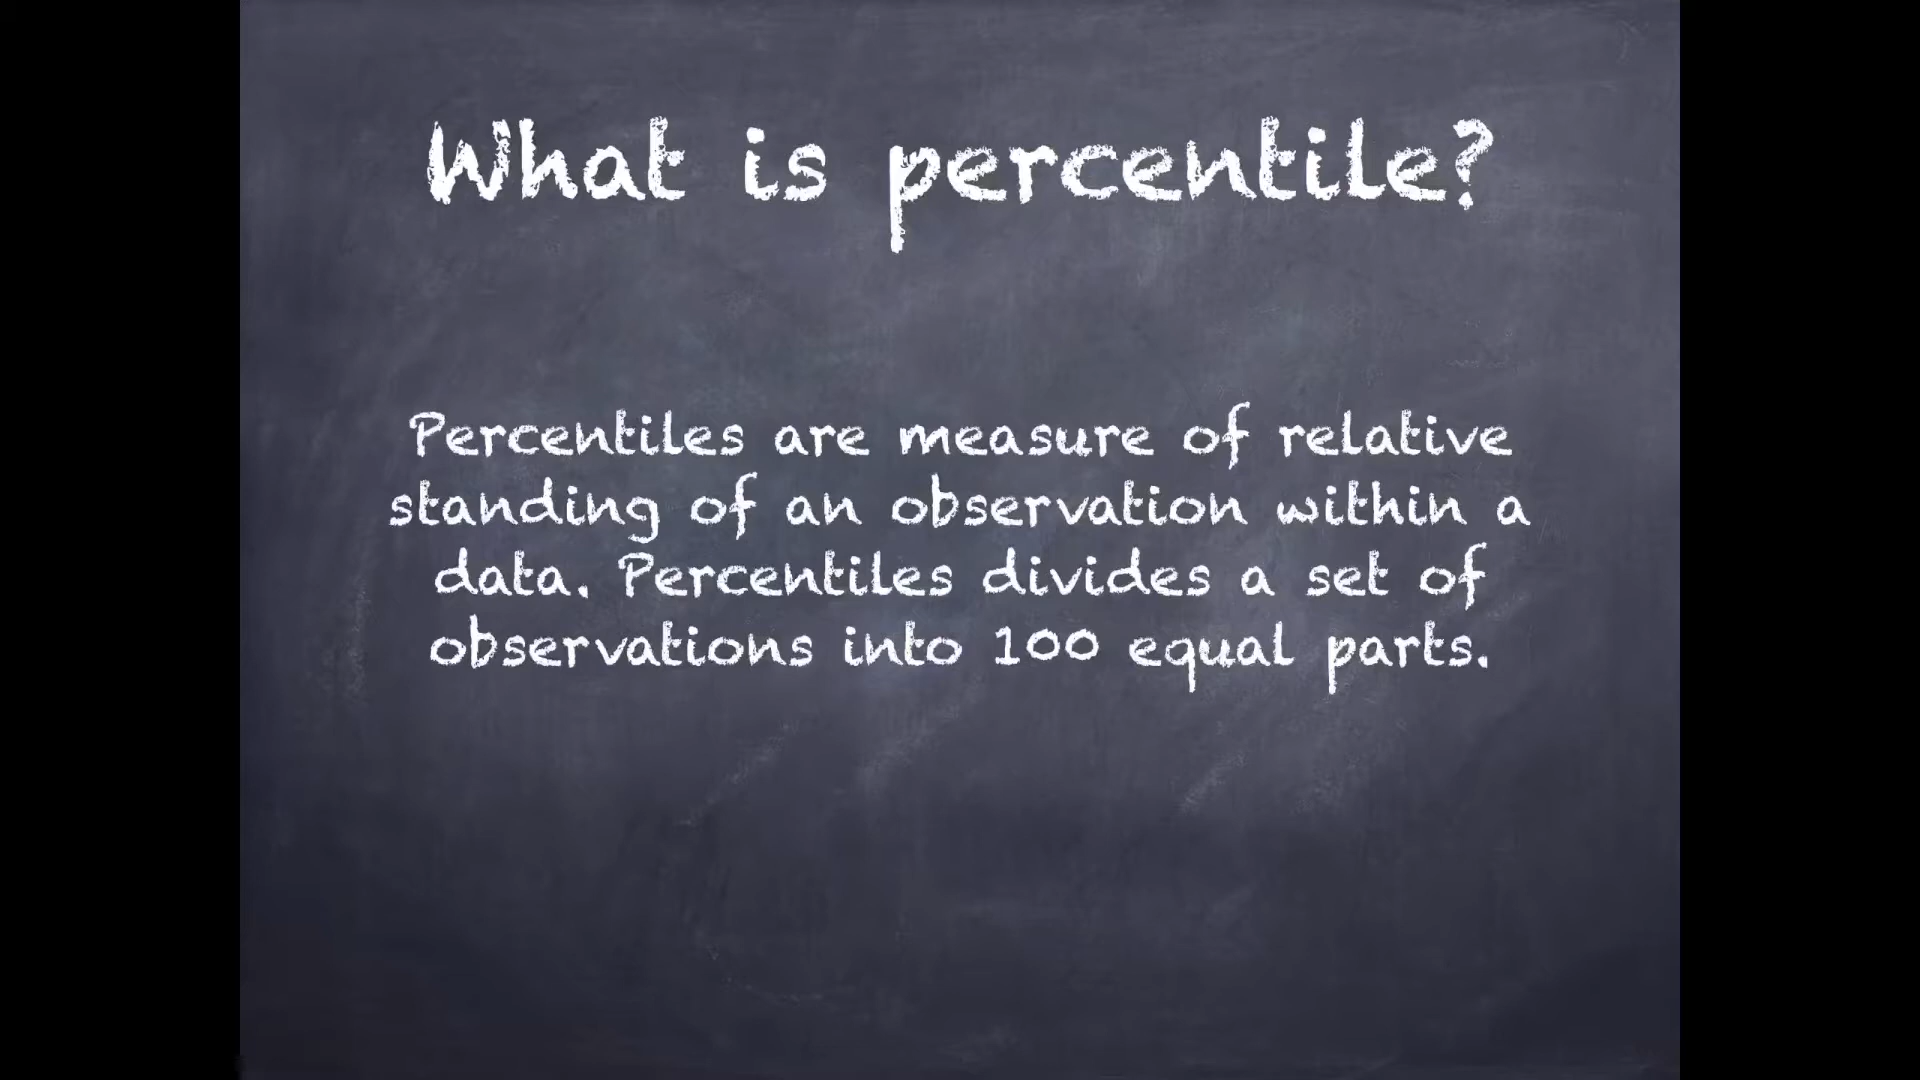 What is percentile?
Percentiles are measure of relative
standing of an observation within a
data. Percentiles divides a set of
observations into 100 equal parts.